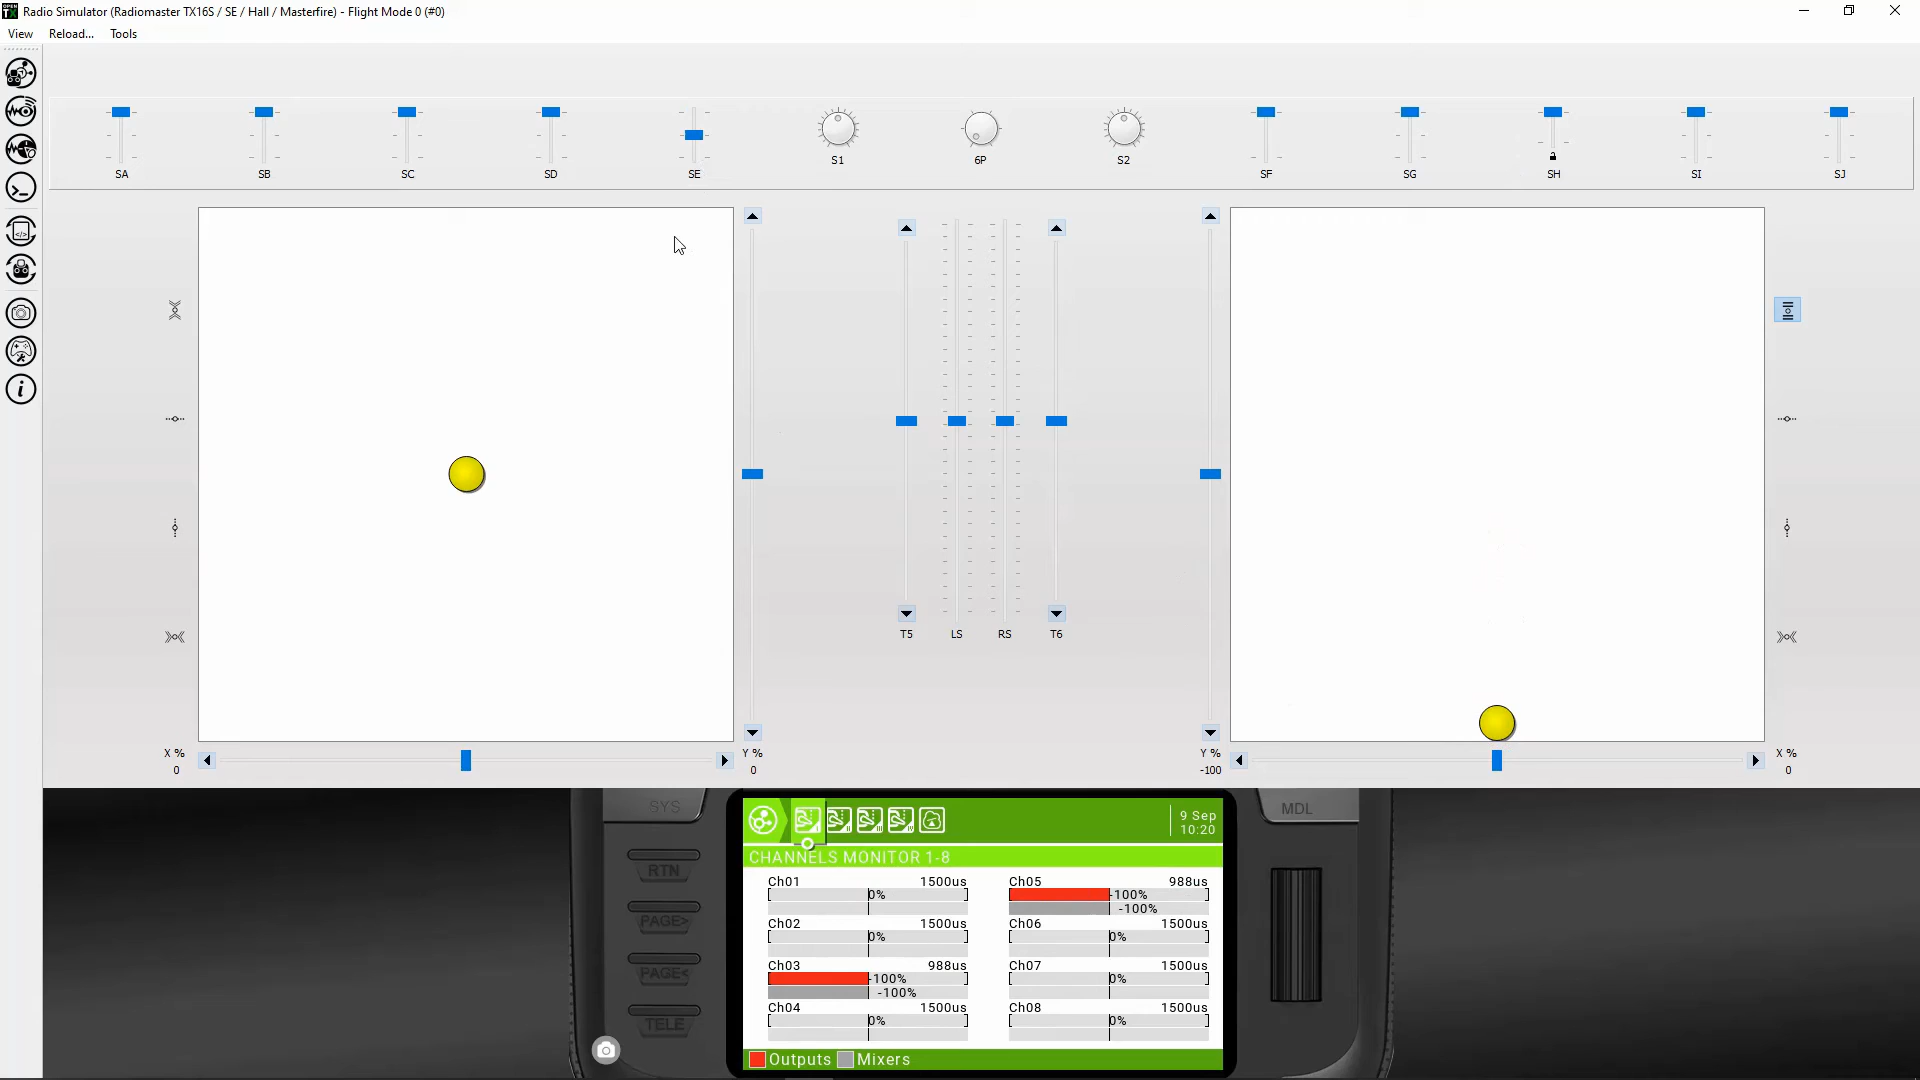 Radio Simulator (Radiomaster TX16S / SE / Hall / Masterfire) - Flight Mode 0 (#0)
View Reload... Tools
SA SB SC SD SE S1 6P S2 SF SG SH SI SJ
T5 LS RS T6
X % Y % Y % X %
0 0 -100 0
SYS
MDL
RTN
PAGE>
PAGE<
TELE
9 Sep
10:20
CHANNELS MONITOR 1-8
Ch01 1500us
0%
Ch02 1500us
0%
Ch03 988us
-100%
-100%
Ch04 1500us
0%
Ch05 988us
-100%
-100%
Ch06 1500us
0%
Ch07 1500us
0%
Ch08 1500us
0%
Outputs Mixers